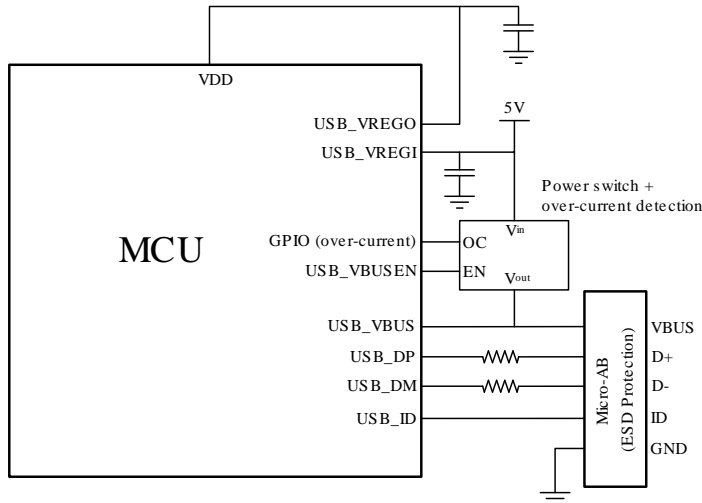 VDD
USB_VREGO
5V
USB_VREGI
Power switch +
over-current detection
Vin
MCU
GPIO (over-current)
OC
USB_VBUSEN
EN
Vout
USB_VBUS
VBUS
USB_DP
D+
USB_DM
D-
Micro-AB
(ESD Protection)
USB_ID
ID
GND